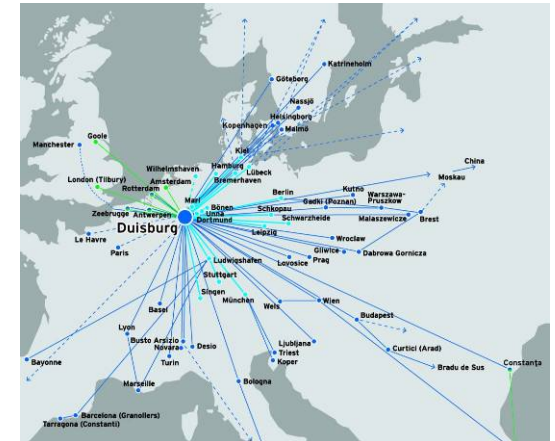 Katrineholm
Göteborg
Nassjö
Helsingborg
Kopenhagen
Malmö
Goole
Manchester
Kiel
Hamburg
Lübeck
Wilhelmshaven
Bremerhaven
China
Moskau
London (Tilbury)
Amsterdam
Rotterdam
Berlin
Kutno
Warszawa-
Pruszkow
Marl
Bönen
Gadki (Poznan)
Zeebrugge
Antwerpen
Unna
Dortmund
Schkopau
Schwarzheide
Malaszewicze
Brest
Duisburg
Leipzig
Wroclaw
Le Havre
Paris
Gliwice
Dabrowa Gornicza
Lovosice
Prag
Ludwigshafen
Stuttgart
Singen
München
Basel
Wels
Wien
Budapest
Lyon
Busto Arsizio
Novara
Desio
Turin
Ljubljana
Triest
Koper
Curtici (Arad)
Bradu de Sus
Constanța
Bayonne
Marseille
Bologna
Barcelona (Granollers)
Tarragona (Constanti)